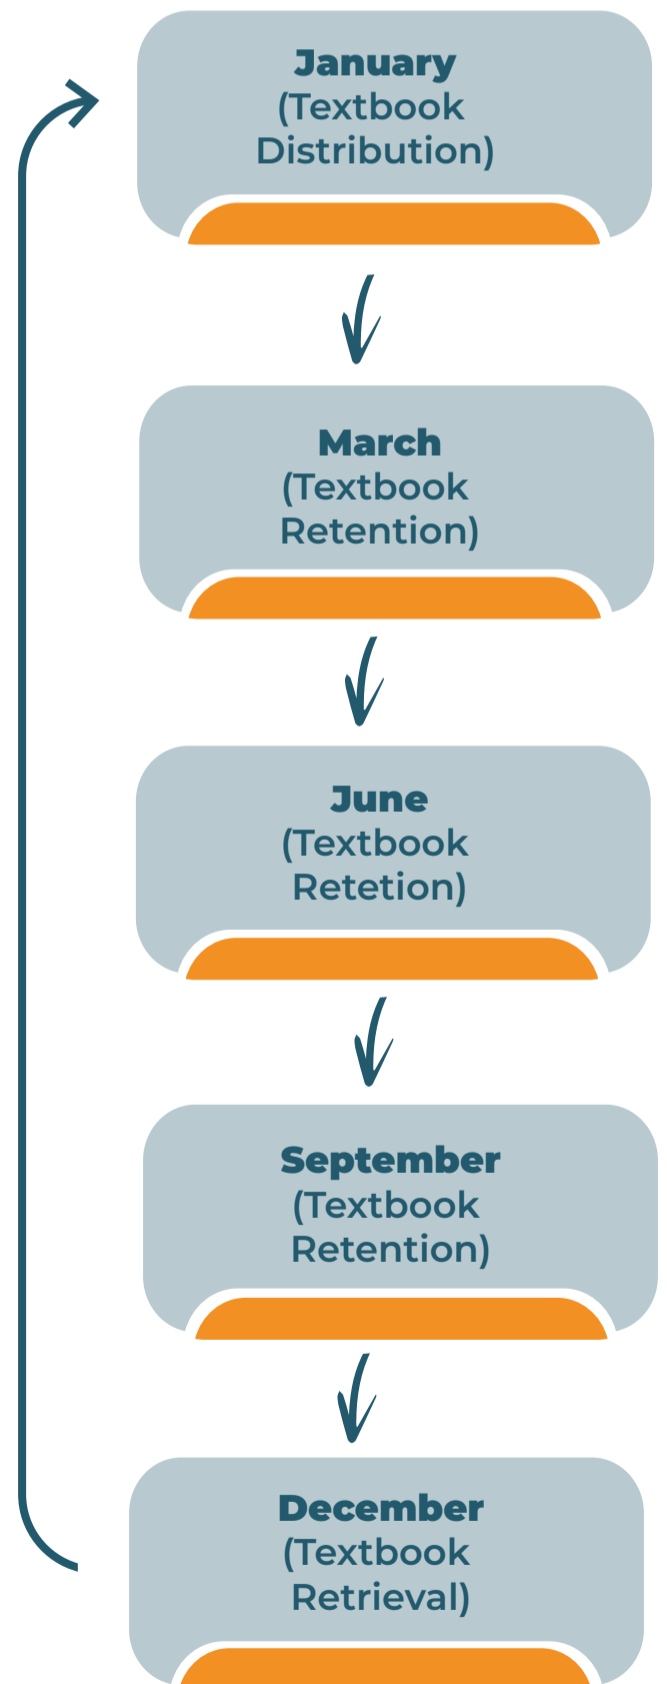 January
(Textbook
Distribution)
March
(Textbook
Retention)
June
(Textbook
Retetion)
September
(Textbook
Retention)
December
(Textbook
Retrieval)